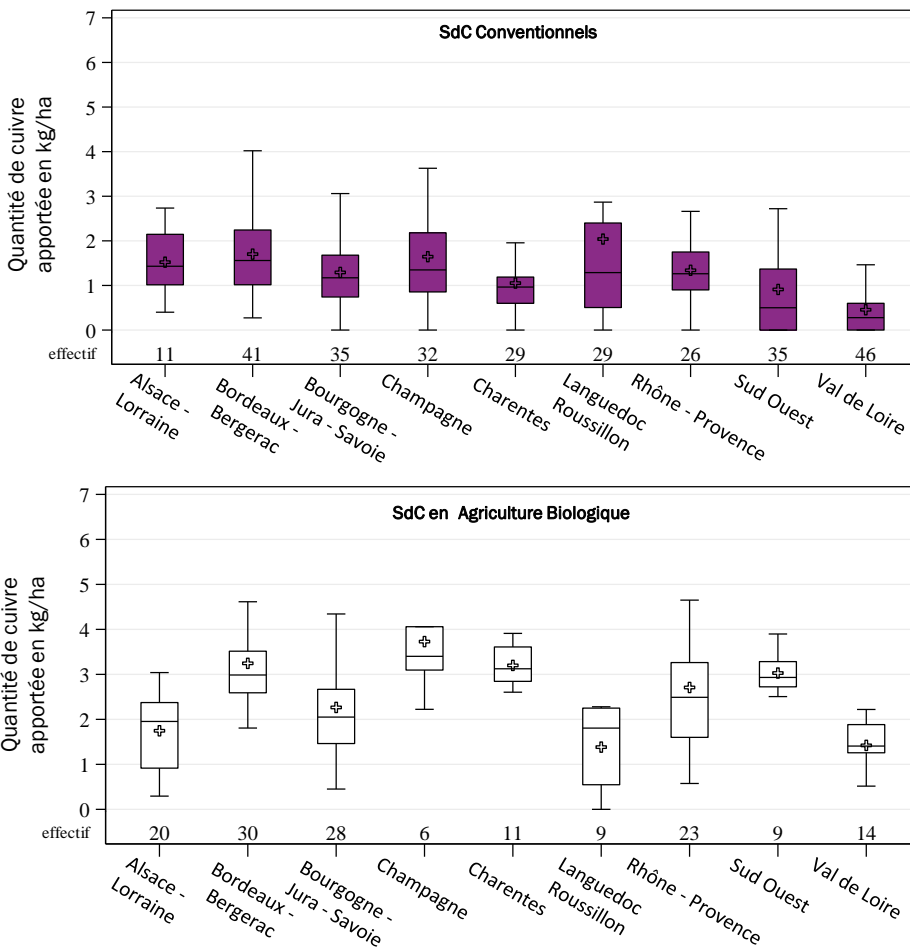 SdC Conventionnels
Quantité de cuivre
apportée en kg/ha
7
6
5
4
3
2
1
0
effectif 11 41 35 32 29 29 26 35 46
Alsace -
Lorraine
Bordeaux -
Bergerac
Bourgogne -
Jura - Savoie
Champagne
Charentes
Languedoc
Roussillon
Rhône - Provence
Sud Ouest
Val de Loire
SdC en Agriculture Biologique
Quantité de cuivre
apportée en kg/ha
7
6
5
4
3
2
1
0
effectif 20 30 28 6 11 9 23 9 14
Alsace -
Lorraine
Bordeaux -
Bergerac
Bourgogne -
Jura - Savoie
Champagne
Charentes
Languedoc
Roussillon
Rhône - Provence
Sud Ouest
Val de Loire